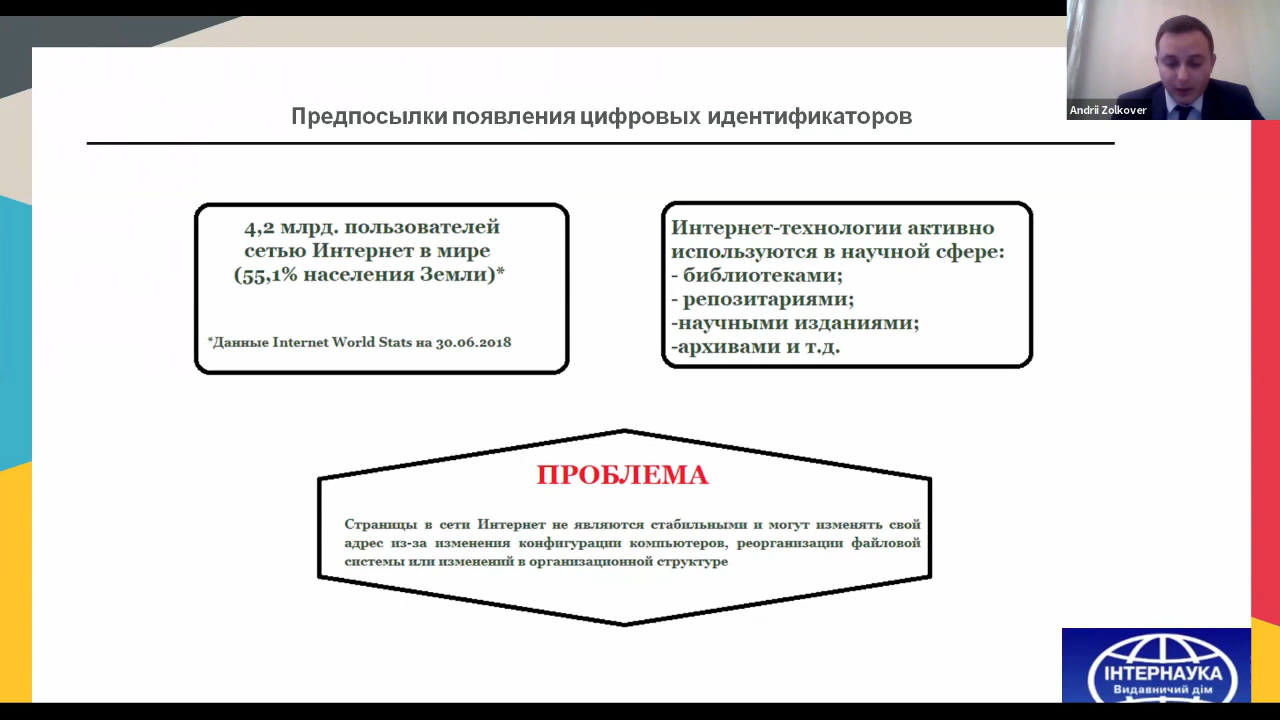 Andrii Zolkover
Предпосылки появления цифровых идентификаторов
4,2 млрд. пользователей
сетью Интернет в мире
(55,1% населения Земли)*
*Данные Internet World Stats на 30.06.2018
Интернет-технологии активно
используются в научной сфере:
- библиотеками;
- репозитариями;
-научными изданиями;
-архивами и т.д.
ПРОБЛЕМА
Страницы в сети Интернет не являются стабильными и могут изменять свой
адрес из-за изменения конфигурации компьютеров, реорганизации файловой
системы или изменений в организационной структуре
ІНТЕРНАУКА
Видавничий дім